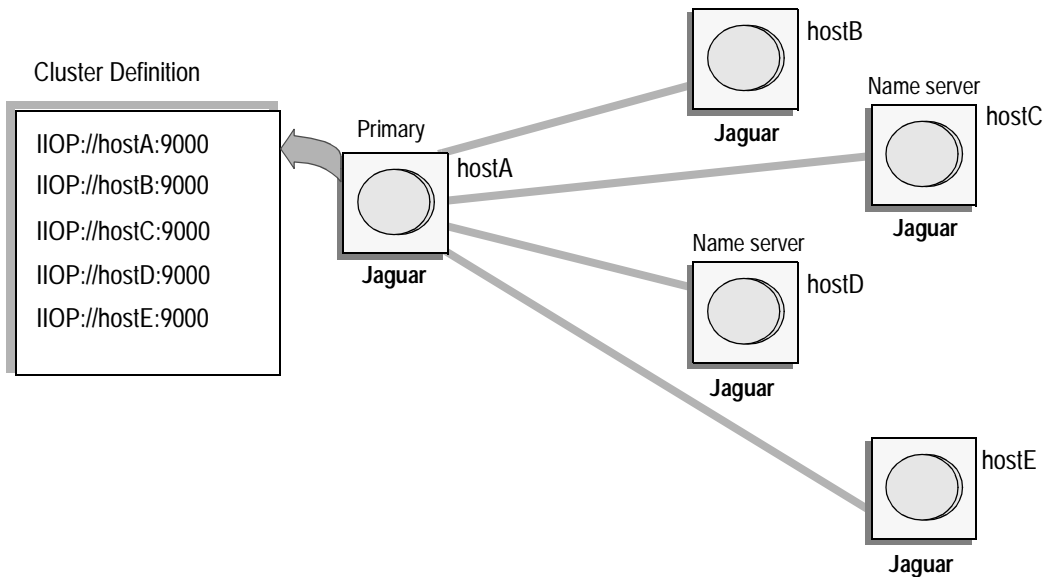 Cluster Definition
IIOP://hostA:9000
IIOP://hostB:9000
IIOP://hostC:9000
IIOP://hostD:9000
IIOP://hostE:9000
Primary
hostA
Jaguar
hostB
Jaguar
Name server
hostC
Jaguar
Name server
hostD
Jaguar
hostE
Jaguar